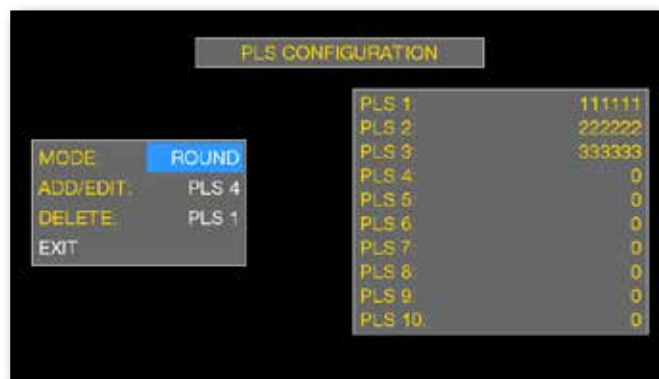 PLS CONFIGURATION
MODE: ROUND
ADD/EDIT: PLS 4
DELETE: PLS 1
EXIT
PLS 1: 111111
PLS 2: 222222
PLS 3: 333333
PLS 4: 0
PLS 5: 0
PLS 6: 0
PLS 7: 0
PLS 8: 0
PLS 9: 0
PLS 10: 0